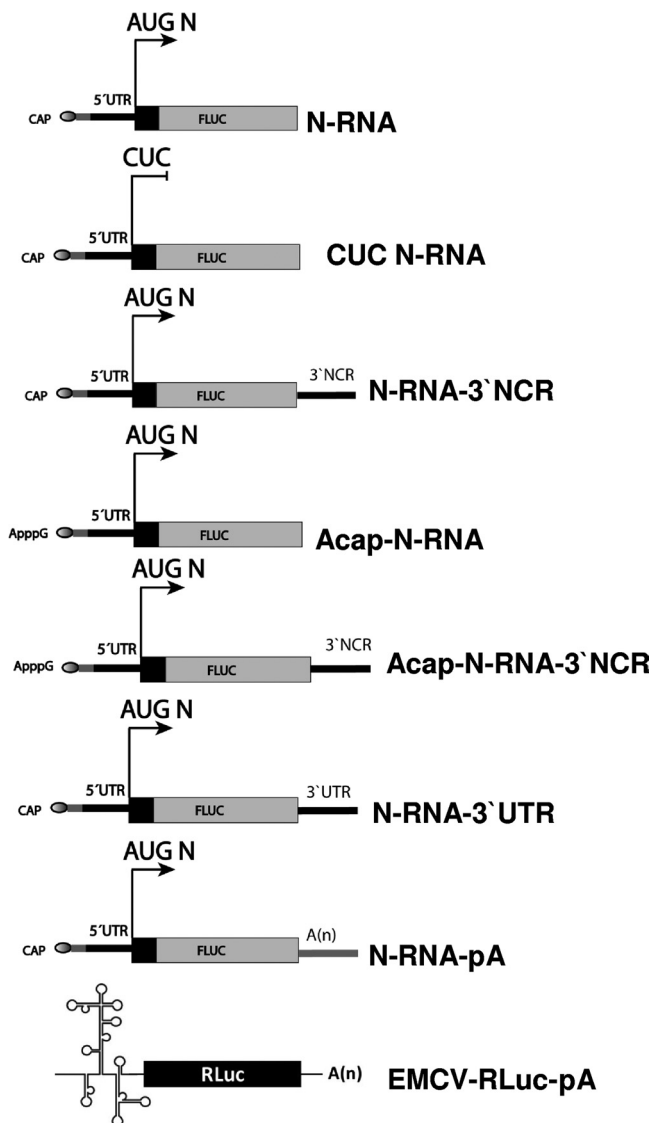 AUG N
5´UTR
CAP
FLUC
N-RNA
CUC
5´UTR
CAP
FLUC
CUC N-RNA
AUG N
5´UTR
3`NCR
CAP
FLUC
N-RNA-3`NCR
AUG N
5´UTR
ApppG
FLUC
Acap-N-RNA
AUG N
5´UTR
3`NCR
ApppG
FLUC
Acap-N-RNA-3`NCR
AUG N
5´UTR
3`UTR
CAP
FLUC
N-RNA-3`UTR
AUG N
5´UTR
A(n)
CAP
FLUC
N-RNA-pA
RLuc
A(n)
EMCV-RLuc-pA